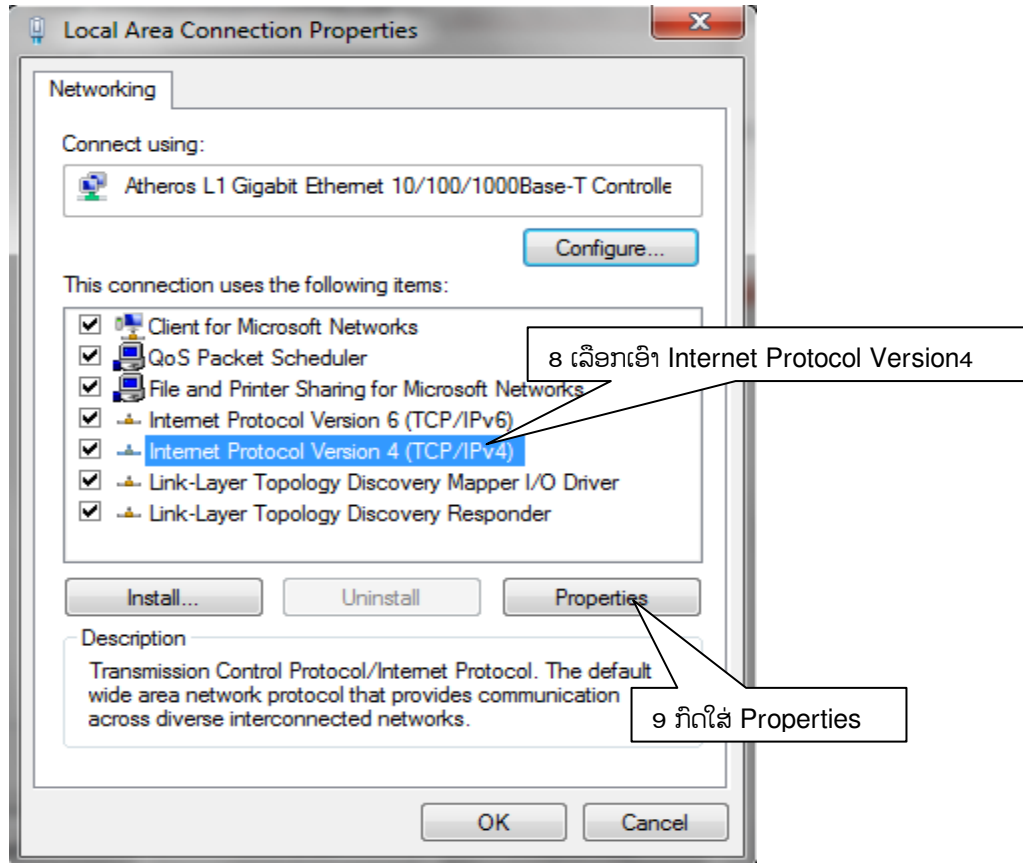 Local Area Connection Properties
Networking
Connect using:
Atheros L1 Gigabit Ethernet 10/100/1000Base-T Controlle
Configure...
This connection uses the following items:
Client for Microsoft Networks
QoS Packet Scheduler
File and Printer Sharing for Microsoft Networks
Internet Protocol Version 6 (TCP/IPv6)
Internet Protocol Version 4 (TCP/IPv4)
Link-Layer Topology Discovery Mapper I/O Driver
Link-Layer Topology Discovery Responder
8 ເລືອກເອົາ Internet Protocol Version4
Install...
Uninstall
Properties
Description
Transmission Control Protocol/Internet Protocol. The default
wide area network protocol that provides communication
across diverse interconnected networks.
9 ກົດໃສ່ Properties
OK
Cancel